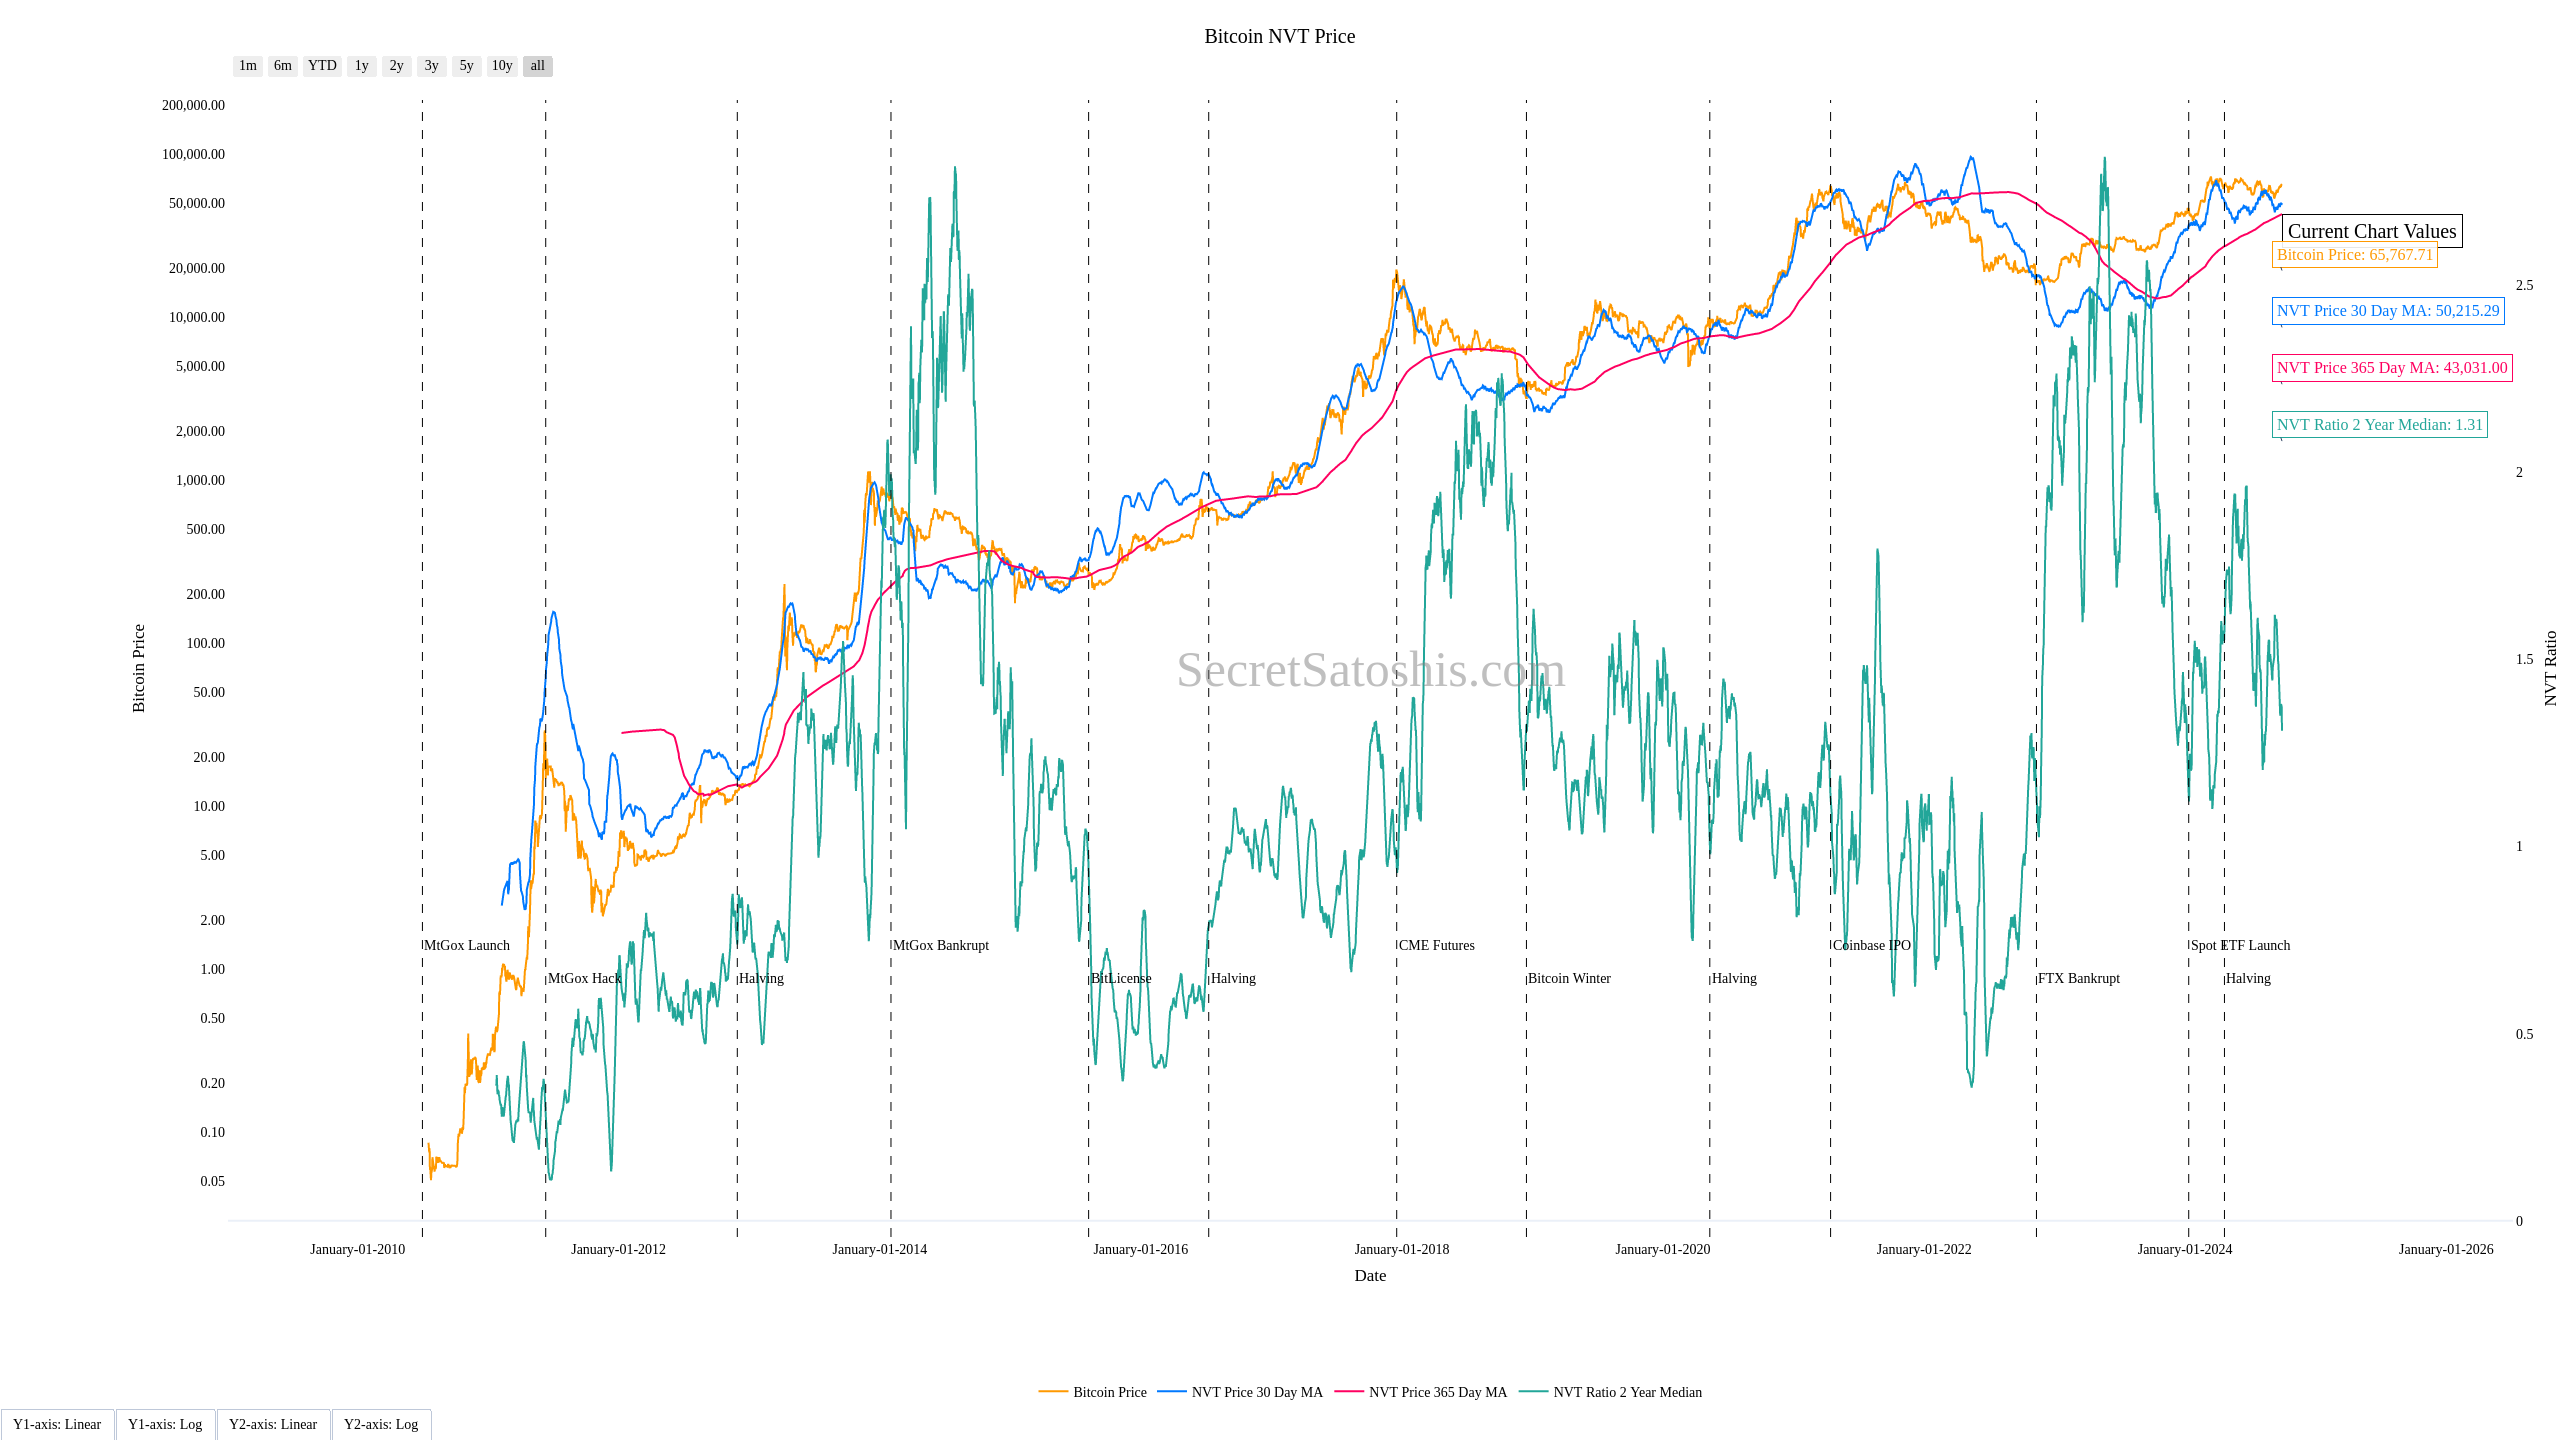 Bitcoin NVT Price
1m 6m YTD 1y 2y 3y 5y 10y all
200,000.00
100,000.00
50,000.00
20,000.00
10,000.00
5,000.00
2,000.00
1,000.00
500.00
200.00
100.00
50.00
20.00
10.00
5.00
2.00
1.00
0.50
0.20
0.10
0.05
Bitcoin Price
Current Chart Values
Bitcoin Price: 65,767.71
NVT Price 30 Day MA: 50,215.29
NVT Price 365 Day MA: 43,031.00
NVT Ratio 2 Year Median: 1.31
2.5
2
1.5
1
0.5
0
NVT Ratio
SecretSatoshis.com
MtGox Launch
MtGox Hack
Halving
MtGox Bankrupt
BitLicense
Halving
CME Futures
Bitcoin Winter
Halving
Coinbase IPO
FTX Bankrupt
Spot ETF Launch
Halving
January-01-2010 January-01-2012 January-01-2014 January-01-2016 January-01-2018 January-01-2020 January-01-2022 January-01-2024 January-01-2026
Date
Bitcoin Price NVT Price 30 Day MA NVT Price 365 Day MA NVT Ratio 2 Year Median
Y1-axis: Linear Y1-axis: Log Y2-axis: Linear Y2-axis: Log